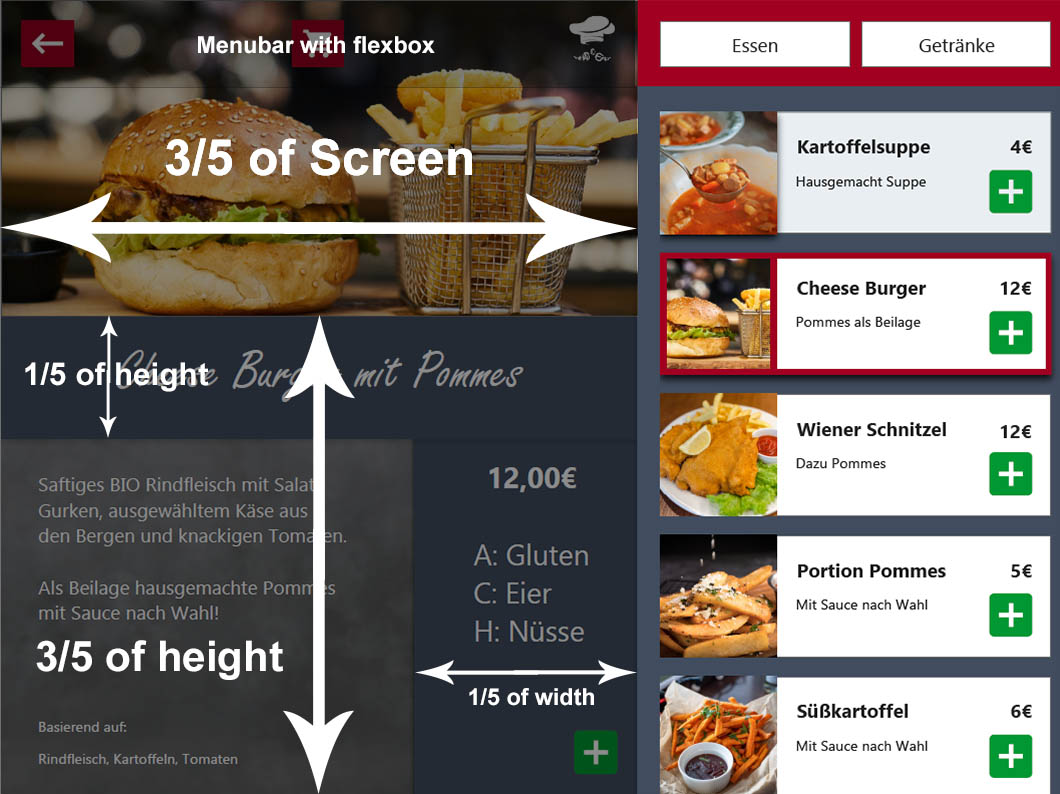 Menubar with flexbox
3/5 of Screen
1/5 of height
Cheese Burger mit Pommes
Saftiges BIO Rindfleisch mit Salat
Gurken, ausgewähltem Käse aus
den Bergen und knackigen Tomaten.
Als Beilage hausgemachte Pommes
mit Sauce nach Wahl!
3/5 of height
Basierend auf:
Rindfleisch, Kartoffeln, Tomaten
12,00€
A: Gluten
C: Eier
H: Nüsse
1/5 of width
Essen
Getränke
Kartoffelsuppe 4€
Hausgemacht Suppe
Cheese Burger 12€
Pommes als Beilage
Wiener Schnitzel 12€
Dazu Pommes
Portion Pommes 5€
Mit Sauce nach Wahl
Süßkartoffel 6€
Mit Sauce nach Wahl